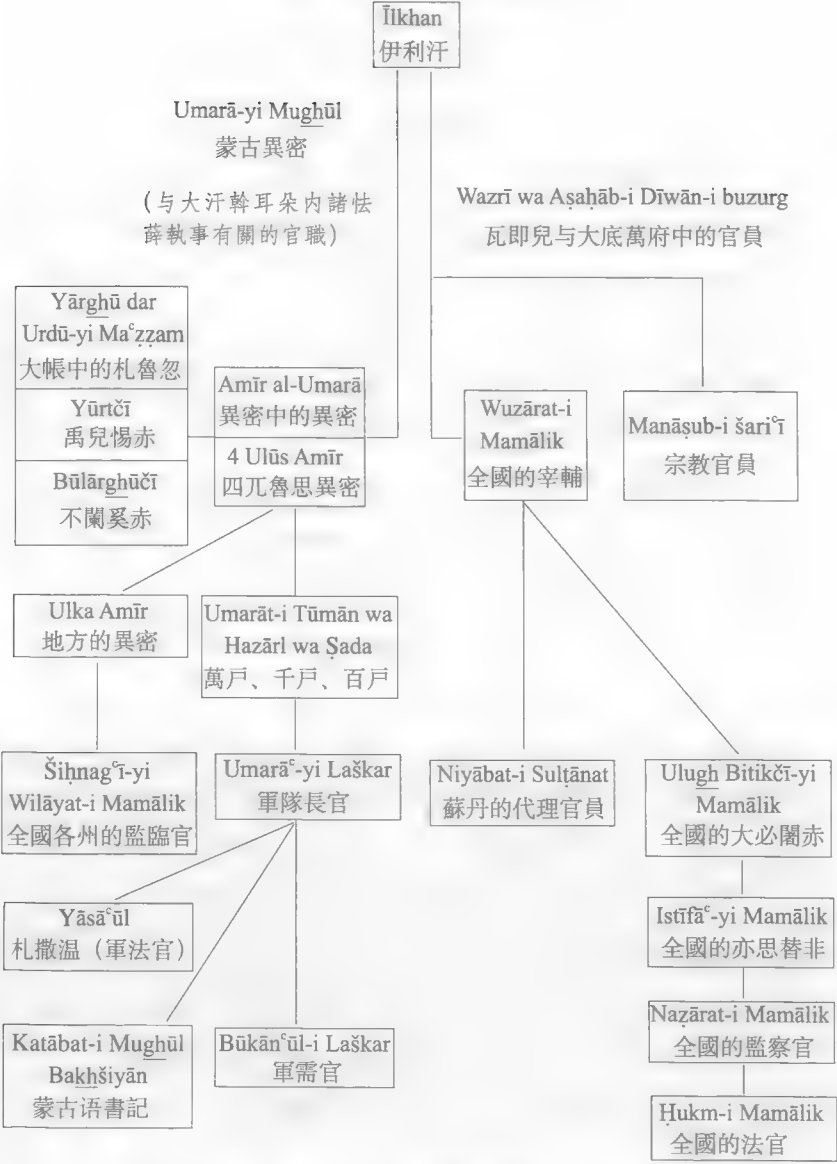 Īlkhan
伊利汗
Umarā-yi Mughūl
蒙古異密
(与大汗斡耳朵内諸怯
薛執事有關的官職)
Wazrī wa Aṣaḥāb-i Dīwān-i buzurg
瓦即兒与大底萬府中的官員
Yārghū dar
Urdū-yi Maᶜẓẓam
大帳中的札魯忽
Yūrtčī
禹兒惕赤
Būlārghūčī
不闌奚赤
Amīr al-Umarā
異密中的異密
4 Ulūs Amīr
四兀魯思異密
Wuzārat-i
Mamālik
全國的宰輔
Manāṣub-i šariᶜī
宗教官員
Ulka Amīr
地方的異密
Umarāt-i Tūmān wa
Hazārl wa Ṣada
萬戸、千戸、百戸
Šiḥnagᶜī-yi
Wilāyat-i Mamālik
全國各州的監臨官
Umarāᶜ-yi Laškar
軍隊長官
Niyābat-i Sulṭānat
蘇丹的代理官員
Ulugh Bitikčī-yi
Mamālik
全國的大必闍赤
Yāsāᶜūl
札撒温（軍法官）
Istīfāᶜ-yi Mamālik
全國的亦思替非
Katābat-i Mughūl
Bakhšiyān
蒙古语書記
Būkānᶜūl-i Laškar
軍需官
Naẓārat-i Mamālik
全國的監察官
Ḥukm-i Mamālik
全國的法官